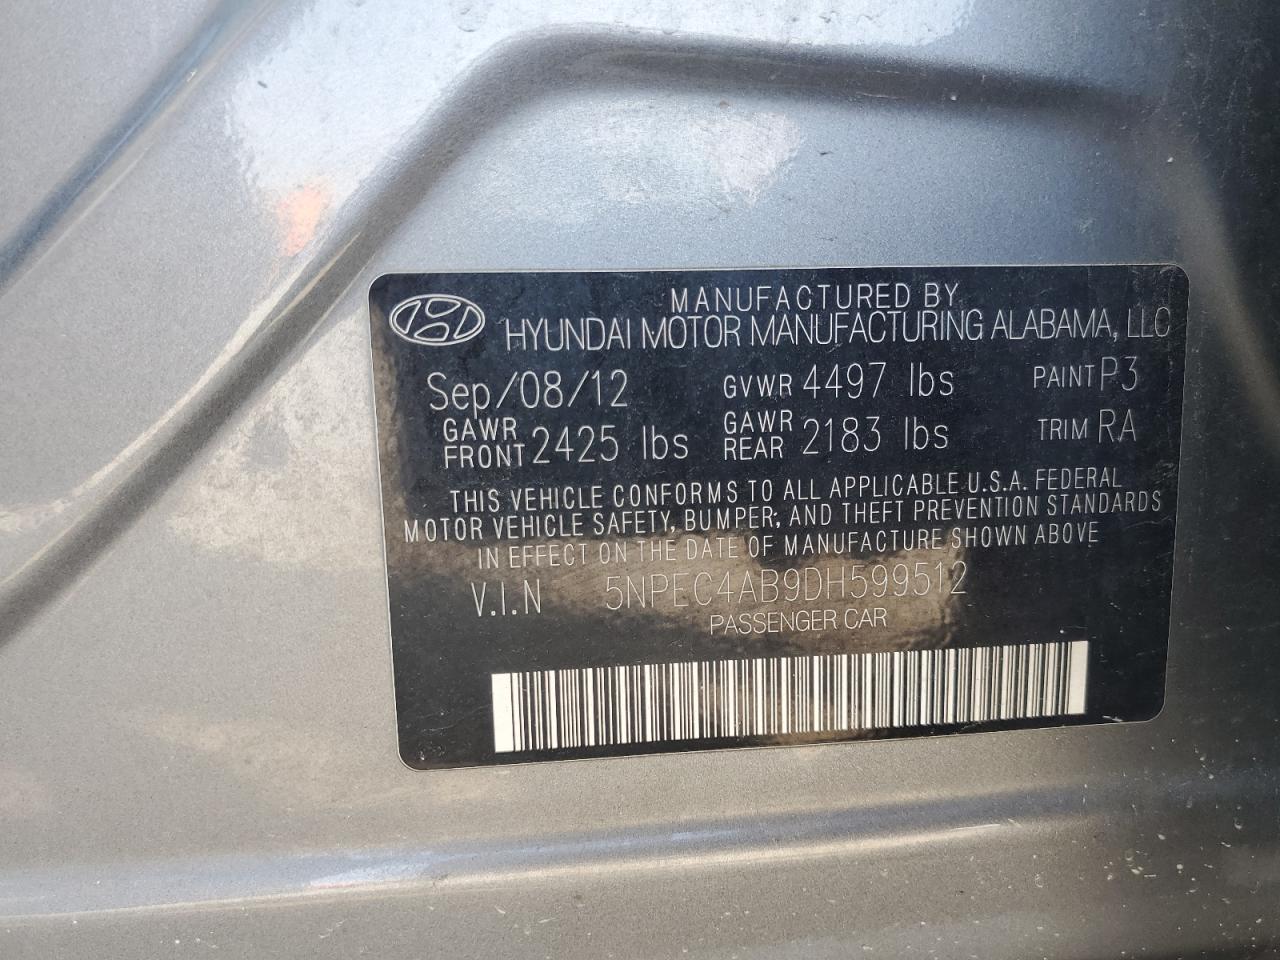 MANUFACTURED BY
HYUNDAI MOTOR MANUFACTURING ALABAMA, LLC
Sep/08/12 GVWR 4497 lbs PAINT P3
GAWR FRONT 2425 lbs GAWR REAR 2183 lbs TRIM RA
THIS VEHICLE CONFORMS TO ALL APPLICABLE U.S.A. FEDERAL
MOTOR VEHICLE SAFETY, BUMPER, AND THEFT PREVENTION STANDARDS
IN EFFECT ON THE DATE OF MANUFACTURE SHOWN ABOVE
V.I.N 5NPEC4AB9DH599512
PASSENGER CAR